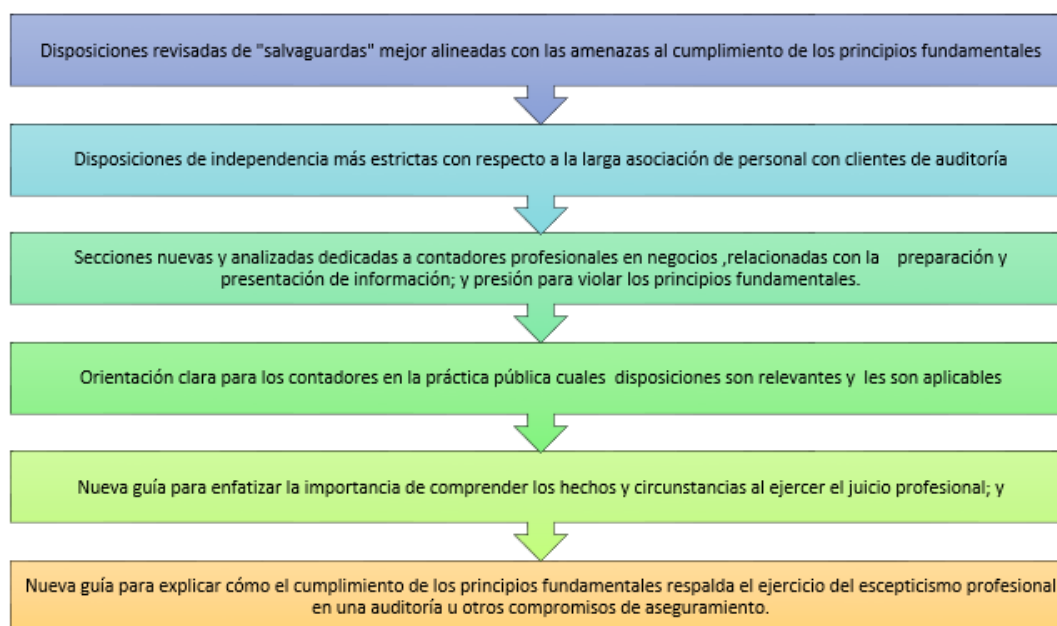 Disposiciones revisadas de "salvaguardas" mejor alineadas con las amenazas al cumplimiento de los principios fundamentales
Disposiciones de independencia más estrictas con respecto a la larga asociación de personal con clientes de auditoría
Secciones nuevas y analizadas dedicadas a contadores profesionales en negocios ,relacionadas con la preparación y
presentación de información; y presión para violar los principios fundamentales.
Orientación clara para los contadores en la práctica pública cuales disposiciones son relevantes y les son aplicables
Nueva guía para enfatizar la importancia de comprender los hechos y circunstancias al ejercer el juicio profesional; y
Nueva guía para explicar cómo el cumplimiento de los principios fundamentales respalda el ejercicio del escepticismo profesional
en una auditoría u otros compromisos de aseguramiento.